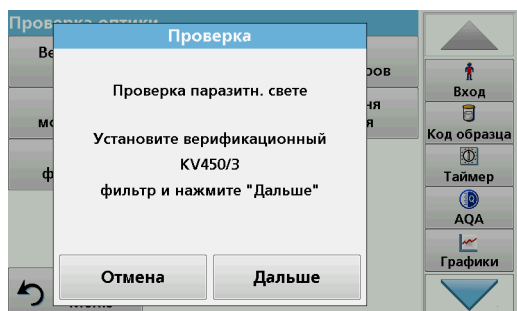 Проверка оптики
Проверка
Проверка паразитн. свете
Установите верификационный
KV450/3
фильтр и нажмите "Дальше"
Отмена
Дальше
Вход
Код образца
Таймер
AQA
Графики